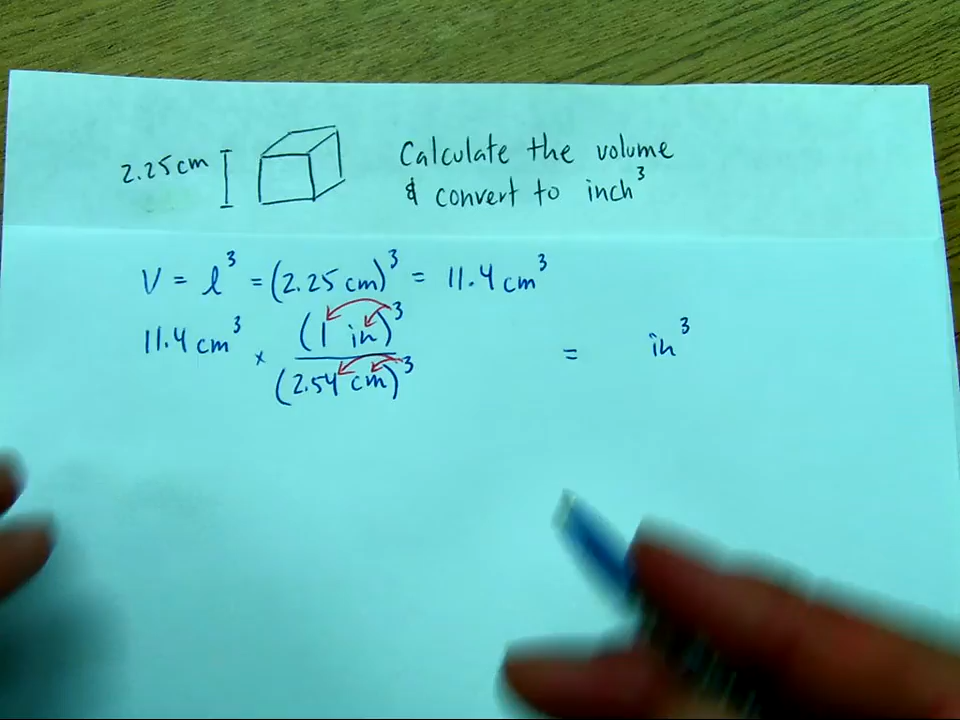 2.25 cm
Calculate the volume
& convert to inch³
V = l³ = (2.25 cm)³ = 11.4 cm³
11.4 cm³ × (1 in)³ = in³
(2.54 cm)³